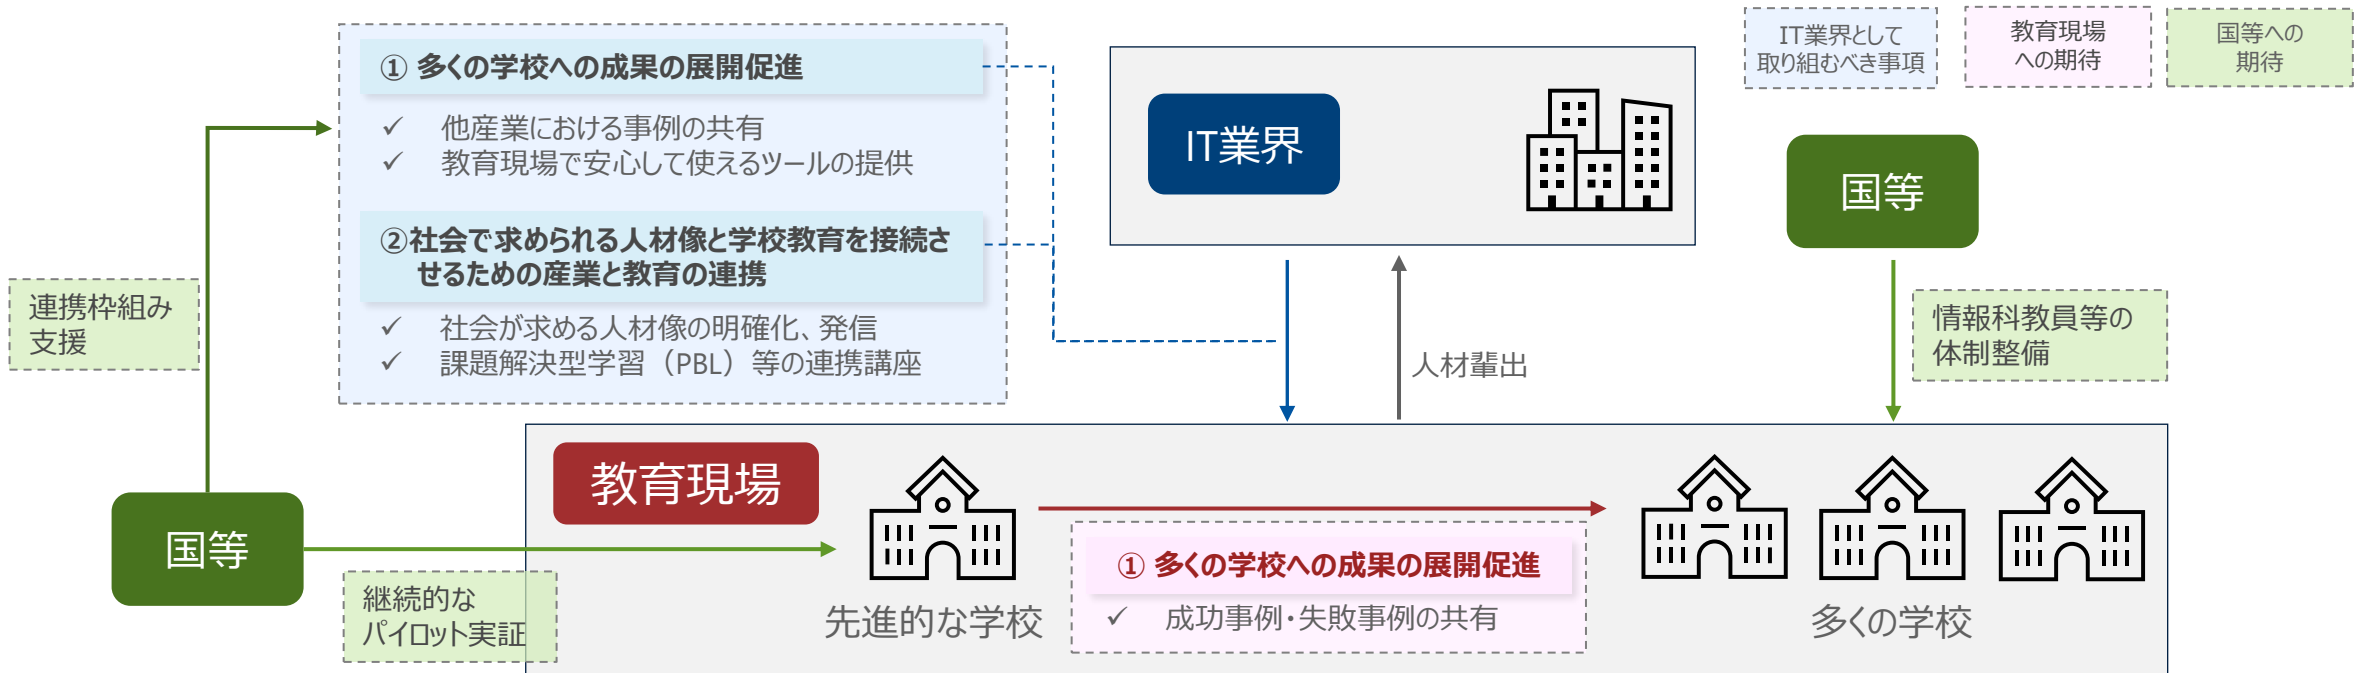 ① 多くの学校への成果の展開促進
✓ 他産業における事例の共有
✓ 教育現場で安心して使えるツールの提供
②社会で求められる人材像と学校教育を接続さ
せるための産業と教育の連携
✓ 社会が求める人材像の明確化、発信
✓ 課題解決型学習（PBL）等の連携講座
IT業界
IT業界として
取り組むべき事項
教育現場
への期待
国等への
期待
国等
連携枠組み
支援
人材輩出
情報科教員等の
体制整備
教育現場
国等
継続的な
パイロット実証
先進的な学校
① 多くの学校への成果の展開促進
✓ 成功事例・失敗事例の共有
多くの学校